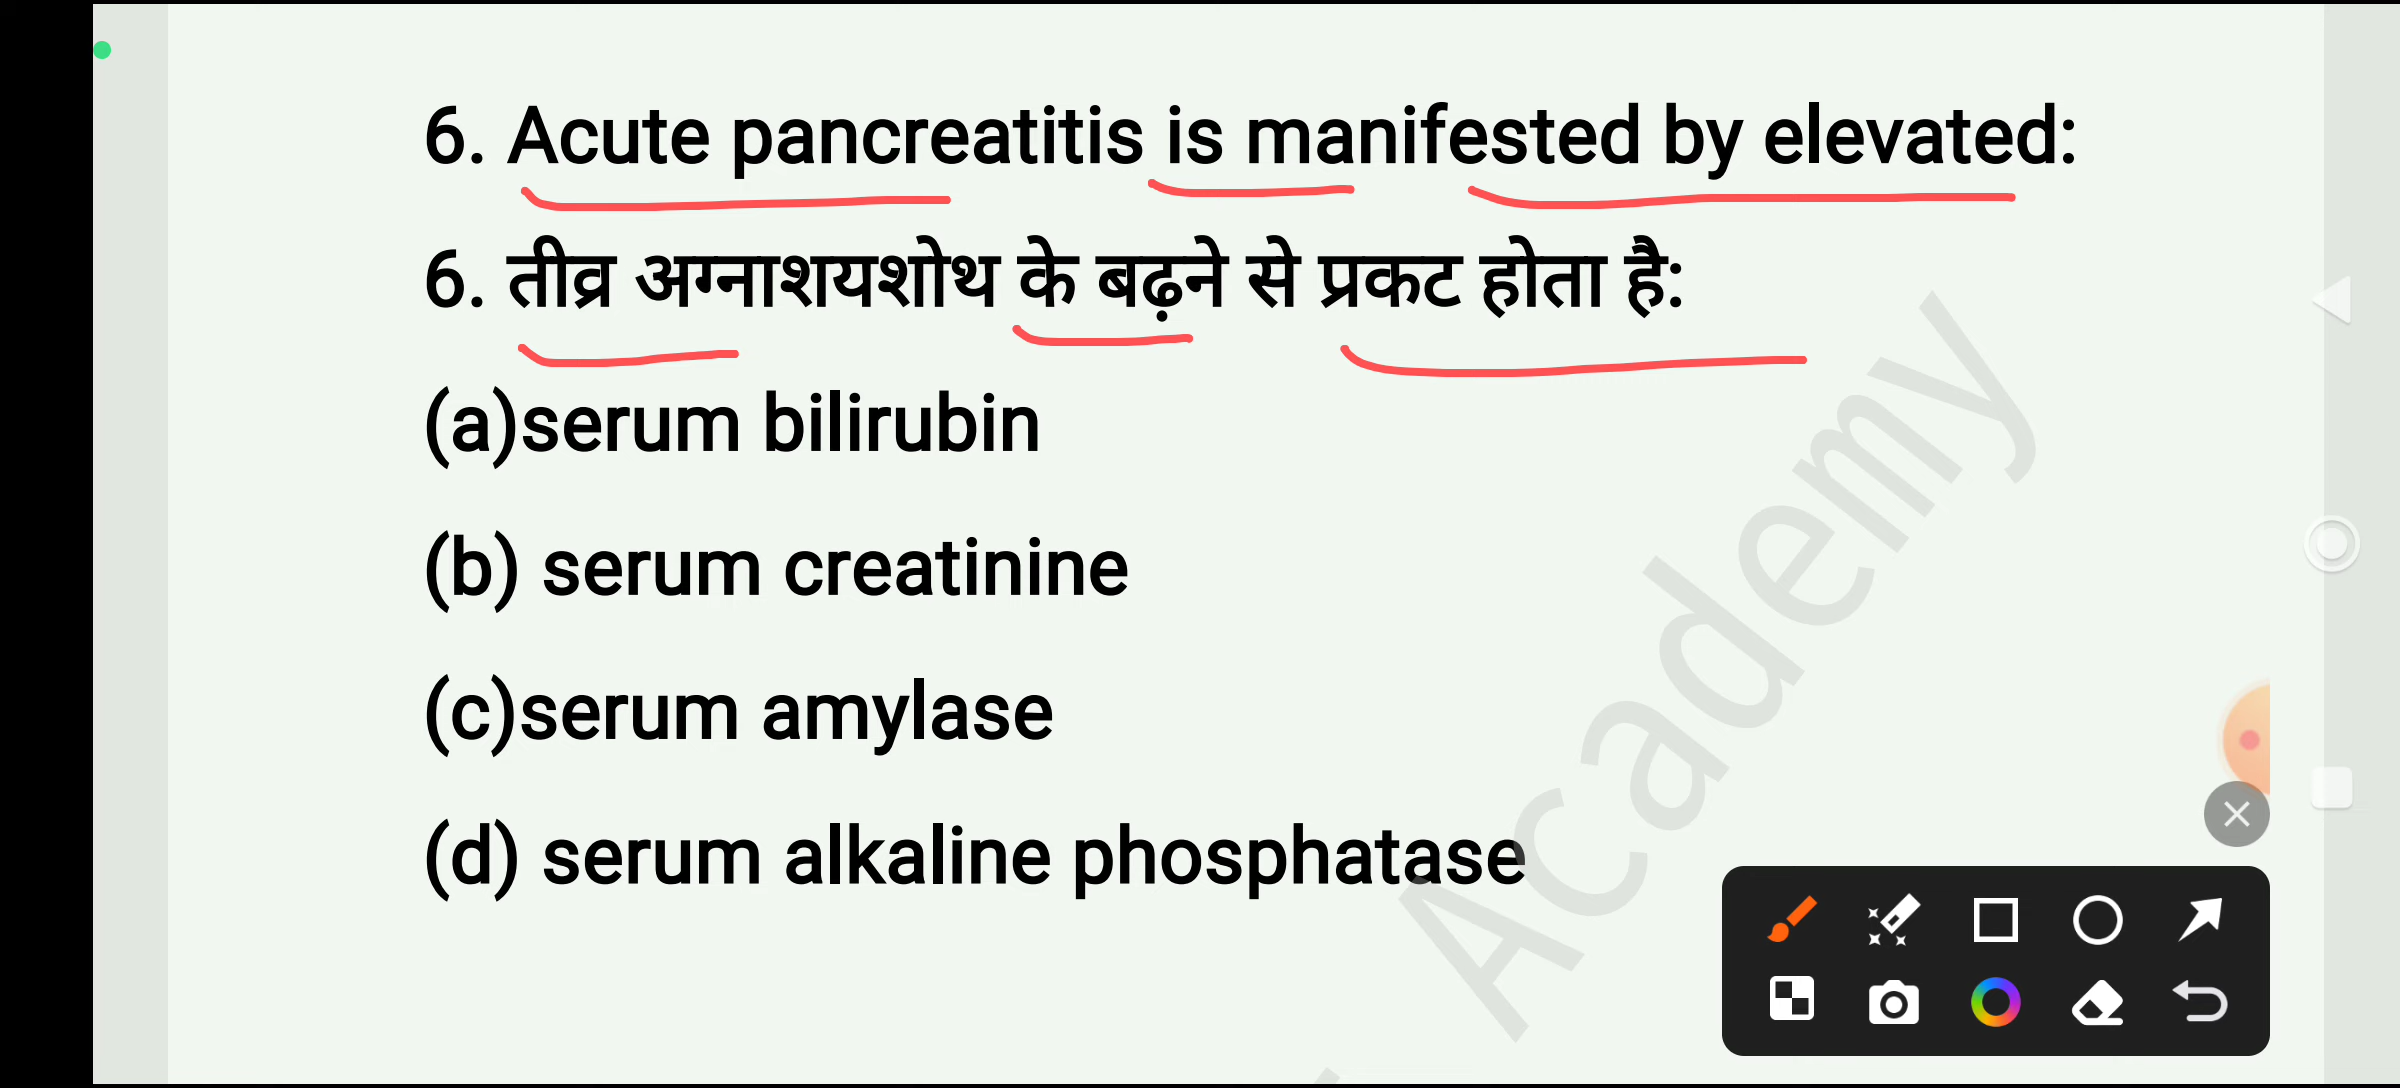 6. Acute pancreatitis is manifested by elevated:
6. तीव्र अग्नाशयशोथ के बढ़ने से प्रकट होता है:
(a)serum bilirubin
(b) serum creatinine
(c)serum amylase
(d) serum alkaline phosphatase
Academy